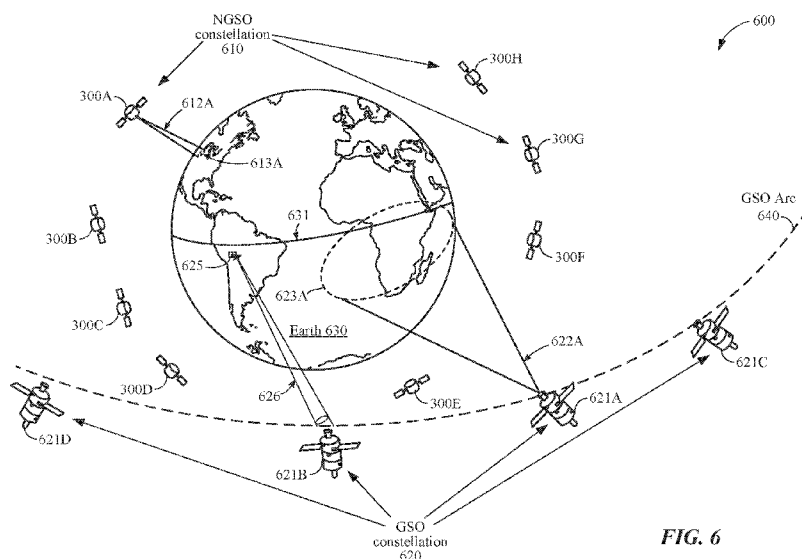 NGSO
constellation
610
600
300H
300A
612A
613A
300G
GSO Arc
640
631
300B
625
300F
623A
300C
Earth 630
622A
621C
300D
626
300E
621A
621D
621B
GSO
constellation
620
FIG. 6